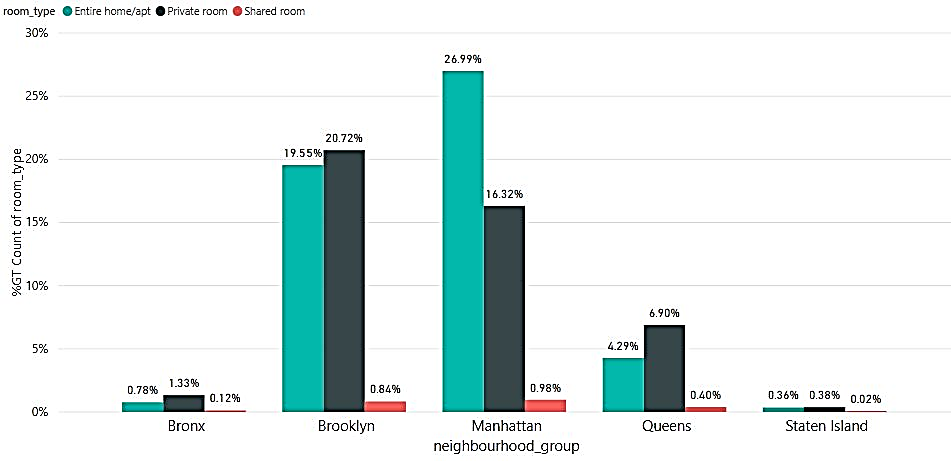 room_type Entire home/apt Private room Shared room
30%
25%
20%
15%
10%
5%
0%
%GT Count of room_type
0.78% 1.33% 0.12%
19.55% 20.72% 0.84%
26.99% 16.32% 0.98%
4.29% 6.90% 0.40%
0.36% 0.38% 0.02%
Bronx Brooklyn Manhattan Queens Staten Island
neighbourhood_group